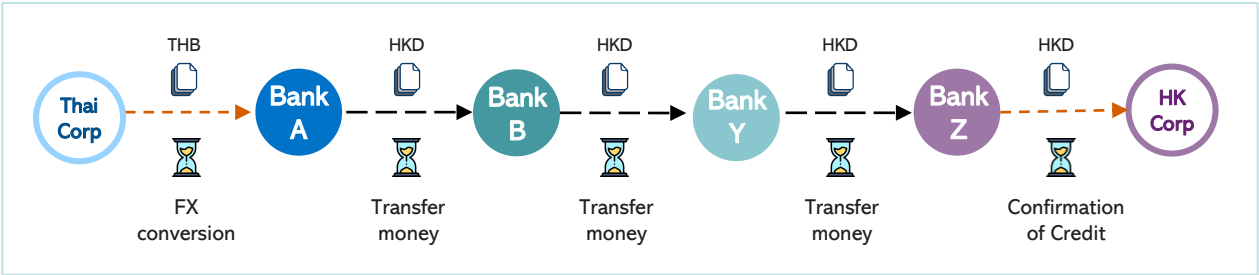 THB
HKD
HKD
HKD
HKD
Thai
Corp
Bank
A
Bank
B
Bank
Y
Bank
Z
HK
Corp
FX
conversion
Transfer
money
Transfer
money
Transfer
money
Confirmation
of Credit